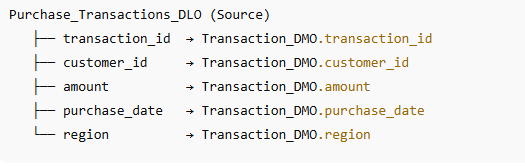 Purchase_Transactions_DLO (Source)
├── transaction_id → Transaction_DMO.transaction_id
├── customer_id → Transaction_DMO.customer_id
├── amount → Transaction_DMO.amount
├── purchase_date → Transaction_DMO.purchase_date
└── region → Transaction_DMO.region